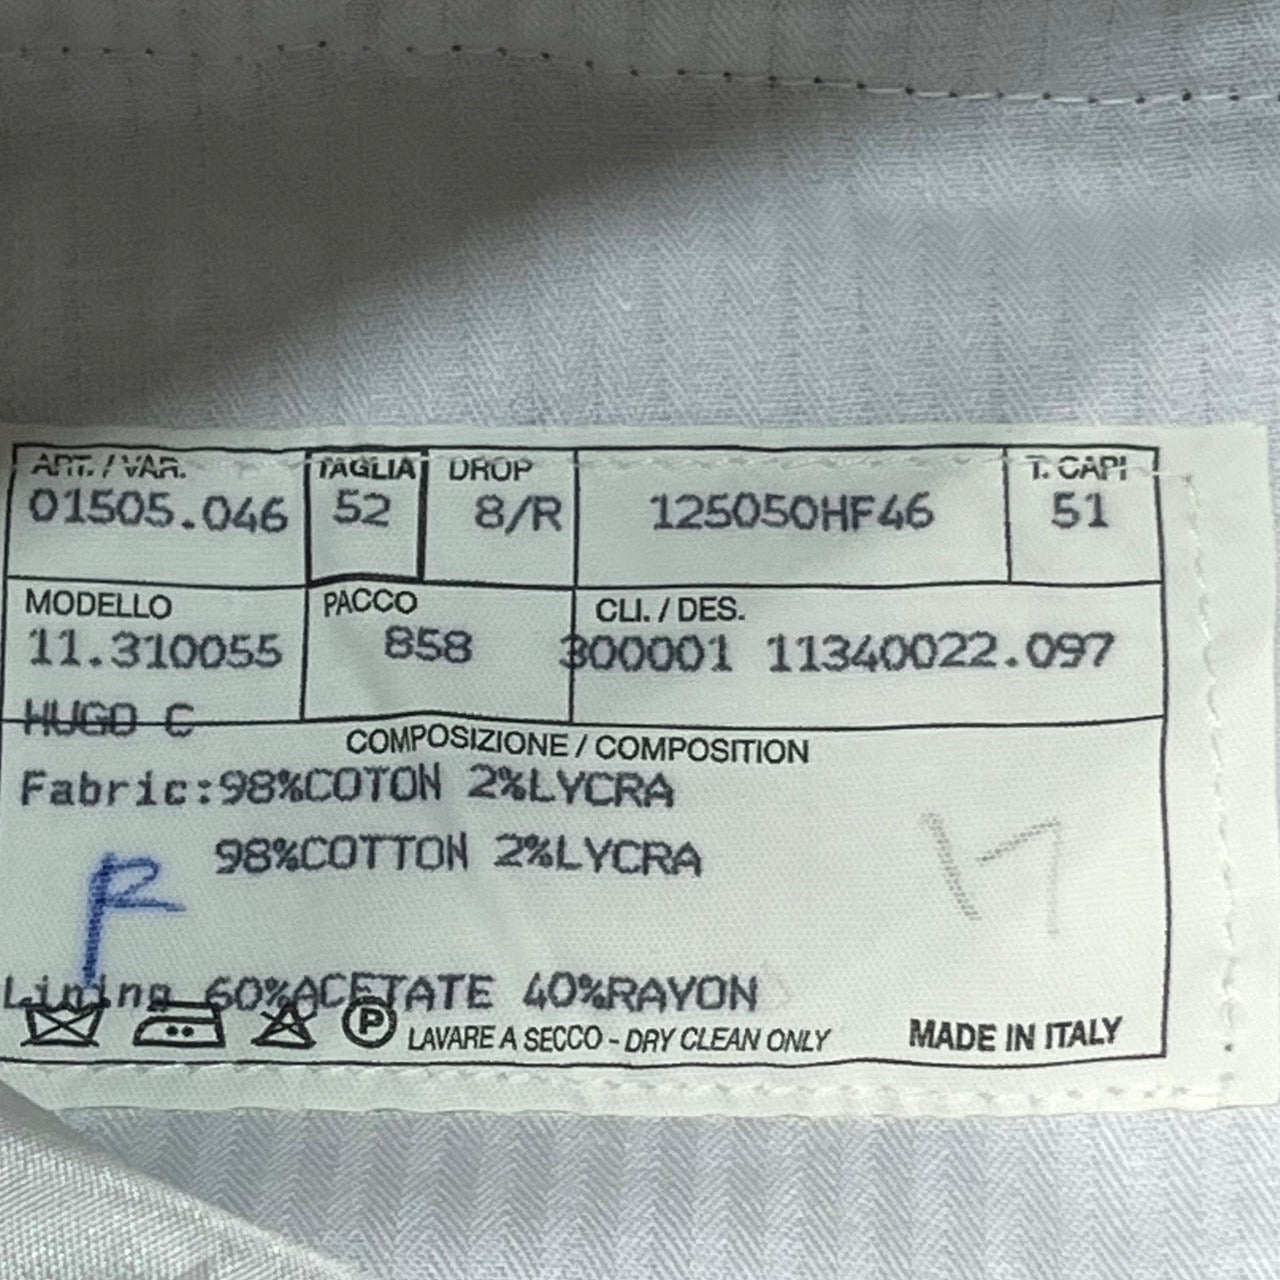 ART. / VAR. TAGLIA DROP T. CAPI
01505.046 52 8/R 125050HF46 51
MODELLO PACCO CLI. / DES.
11.310055 858 300001 11340022.097
HUGO C
COMPOSIZIONE / COMPOSITION
Fabric:98%COTON 2%LYCRA
98%COTTON 2%LYCRA
Lining 60%ACETATE 40%RAYON
P LAVARE A SECCO - DRY CLEAN ONLY MADE IN ITALY